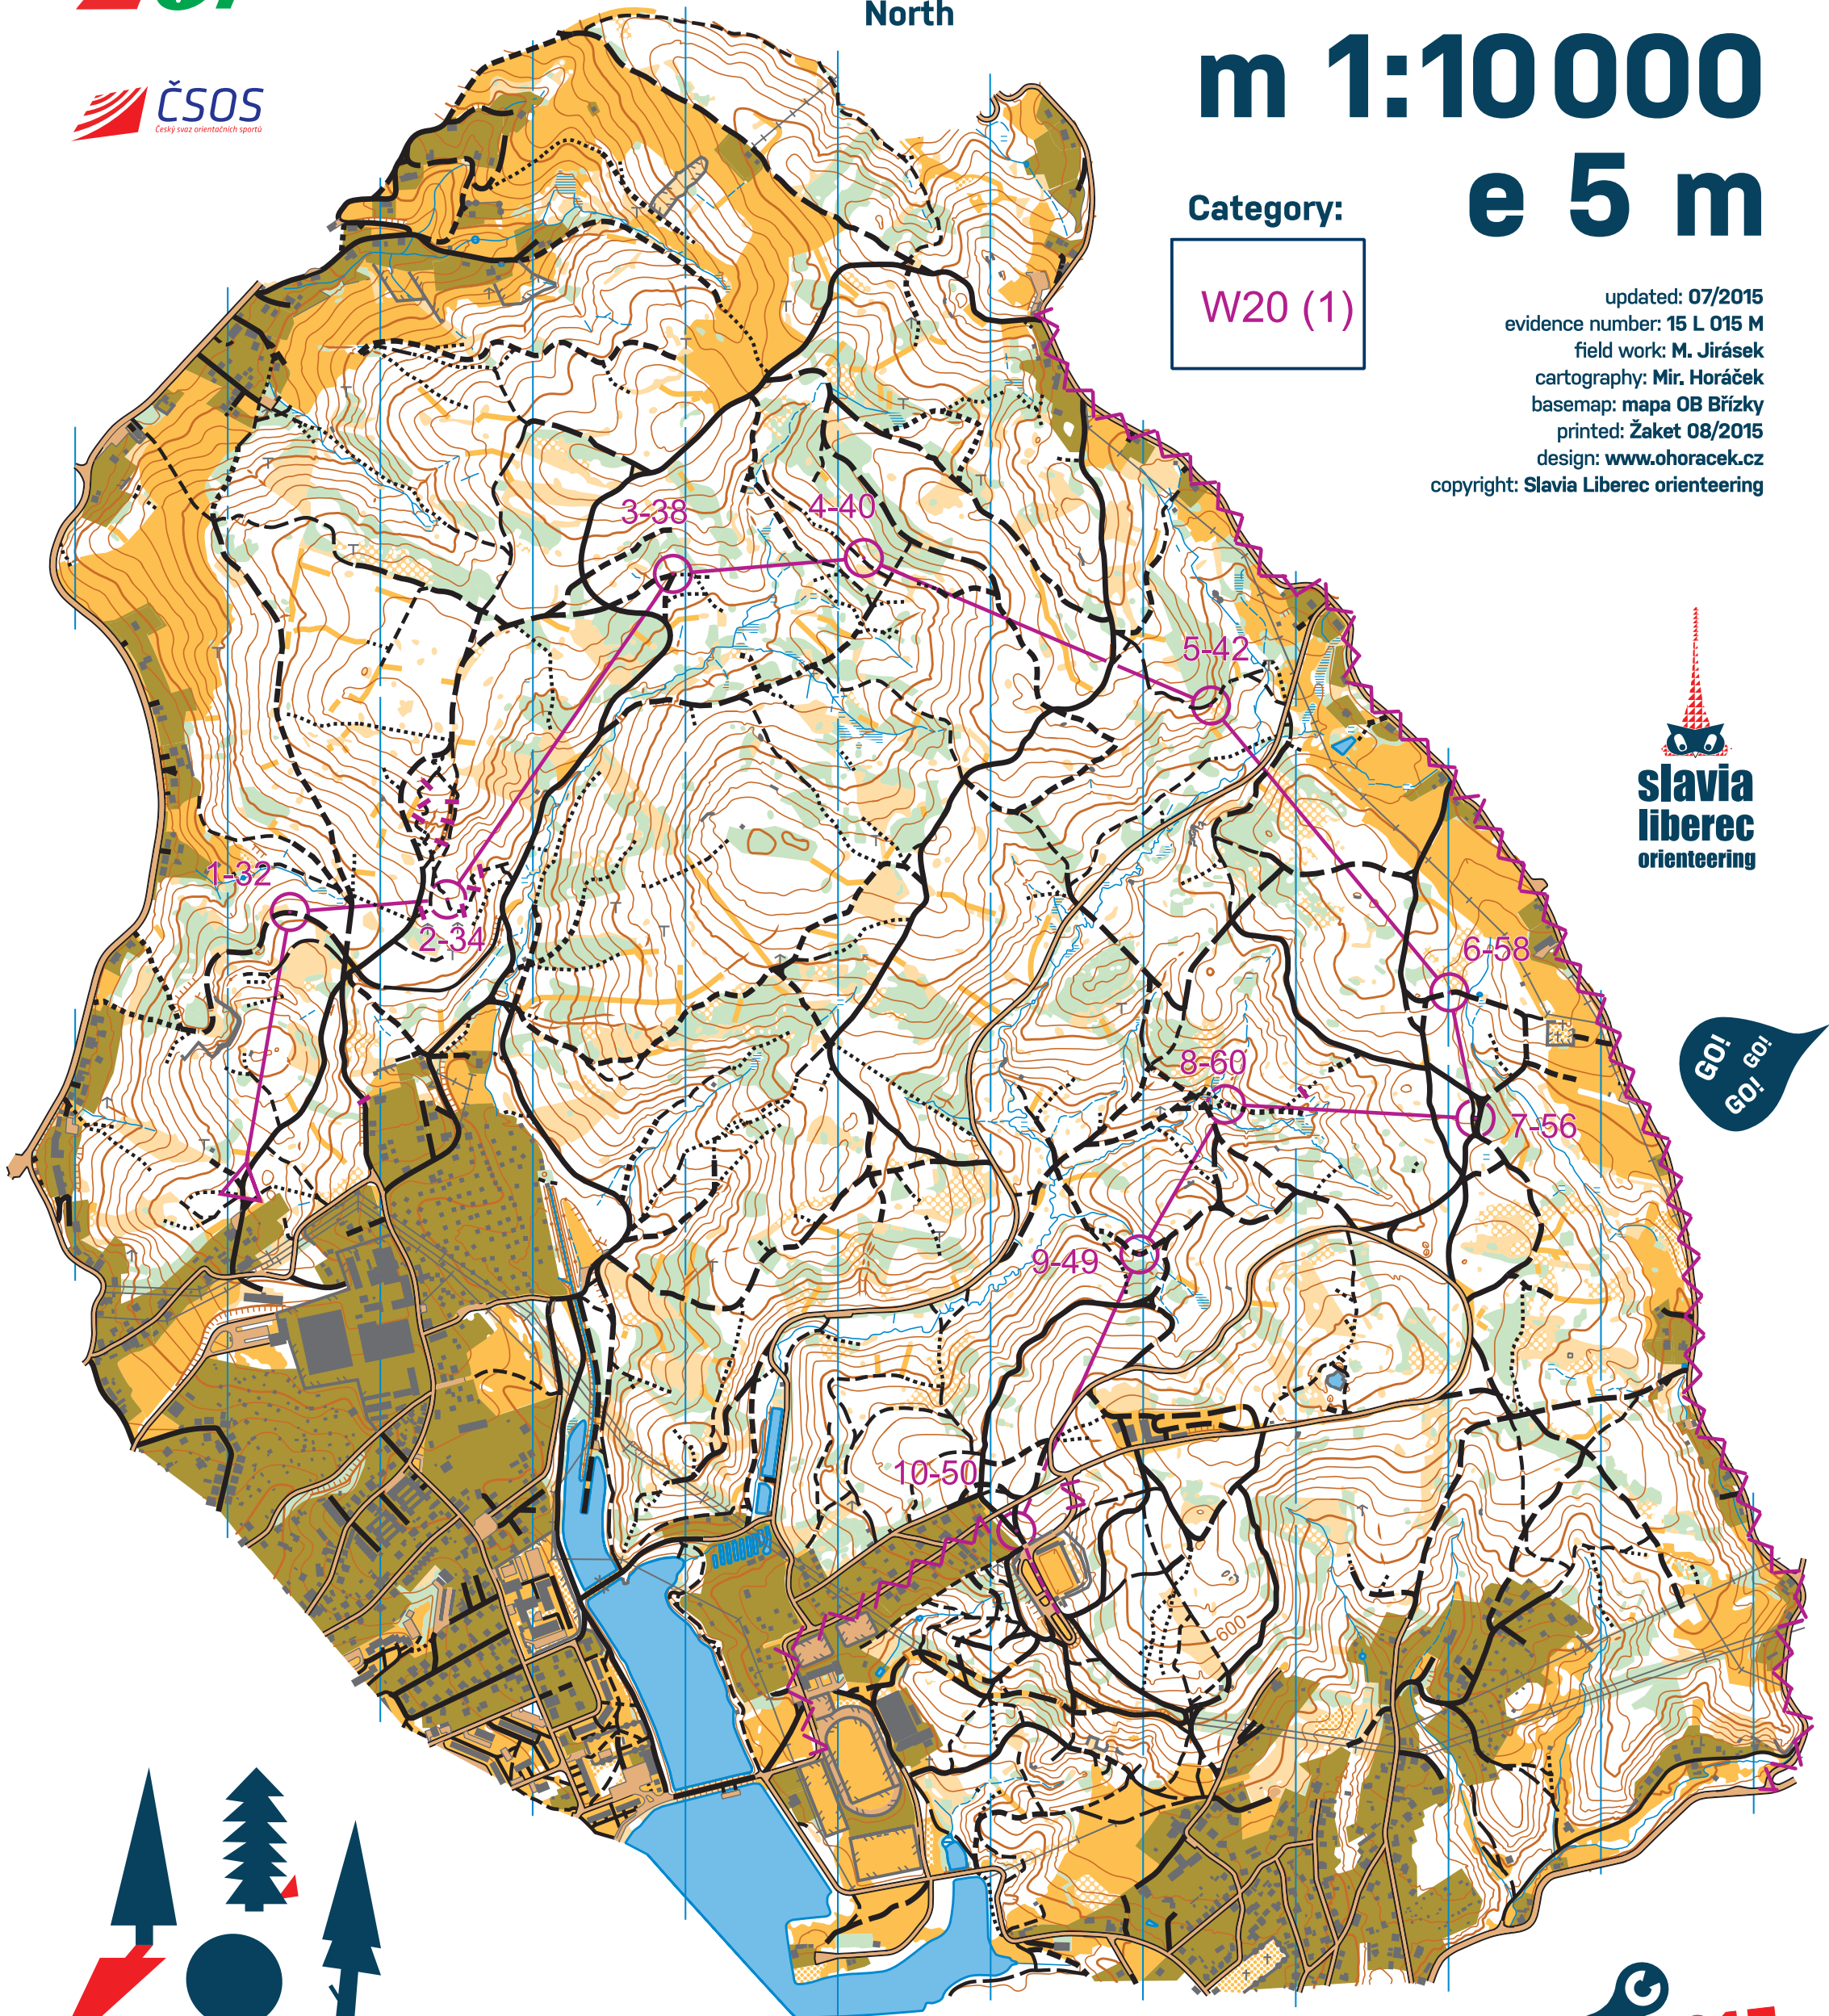 North
m 1:10 000
e 5 m
ČSOS
Český svaz orientačních sportů
Category:
W20 (1)
updated: 07/2015
evidence number: 15 L 015 M
field work: M. Jirásek
cartography: Mir. Horáček
basemap: mapa OB Břízky
printed: Žaket 08/2015
design: www.ohoracek.cz
copyright: Slavia Liberec orienteering
3-38
4-40
5-42
slavia
liberec
orienteering
1-32
2-34
6-58
GO!
GO!
GO!
8-60
7-56
9-49
10-50
600